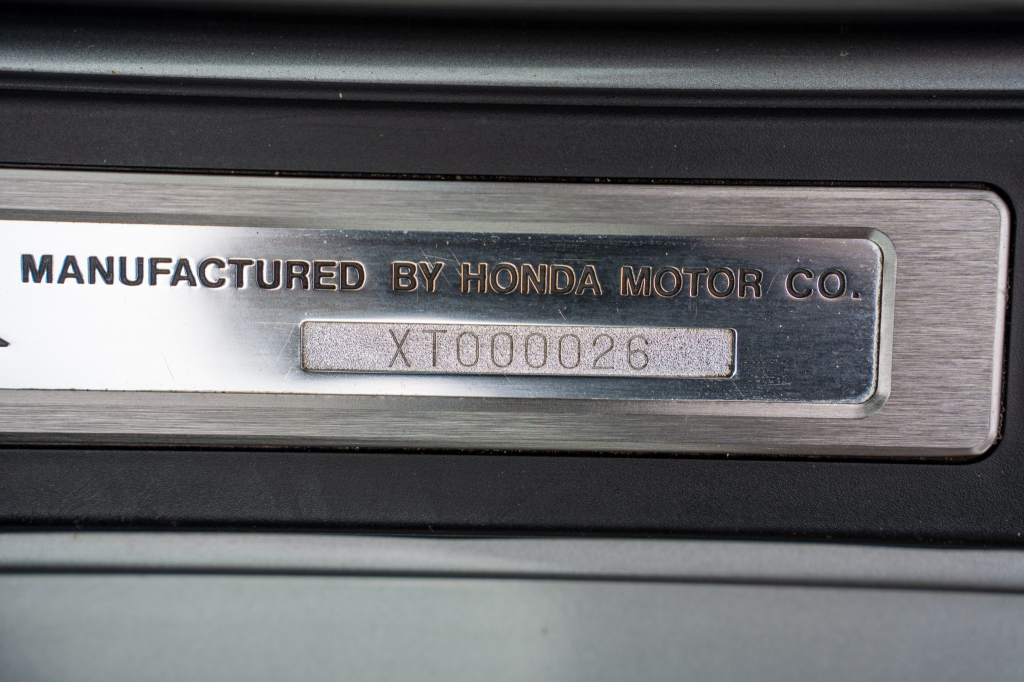 MANUFACTURED BY HONDA MOTOR CO.
XT000026